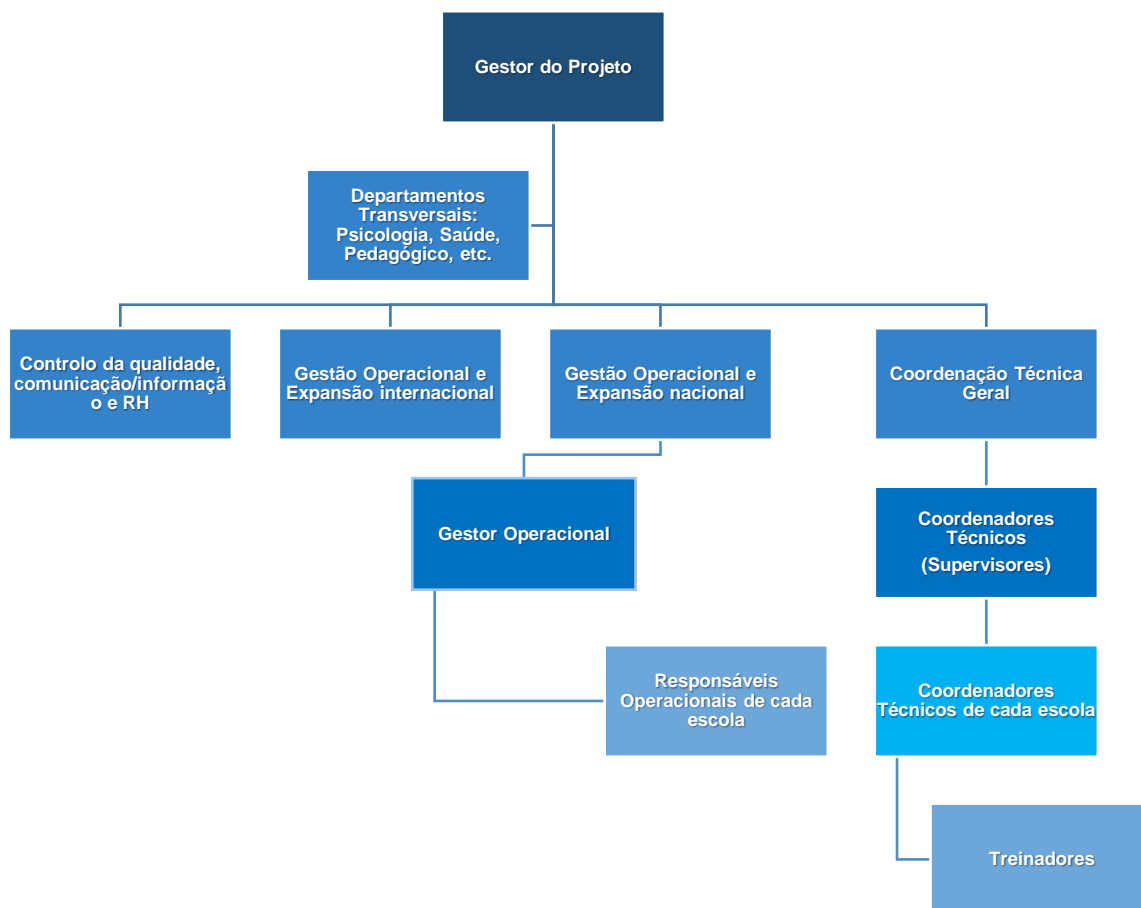 Gestor do Projeto
Departamentos
Transversais:
Psicologia, Saúde,
Pedagógico, etc.
Controlo da qualidade,
comunicação/informaçã
o e RH
Gestão Operacional e
Expansão internacional
Gestão Operacional e
Expansão nacional
Coordenação Técnica
Geral
Gestor Operacional
Coordenadores
Técnicos
(Supervisores)
Responsáveis
Operacionais de cada
escola
Coordenadores
Técnicos de cada escola
Treinadores